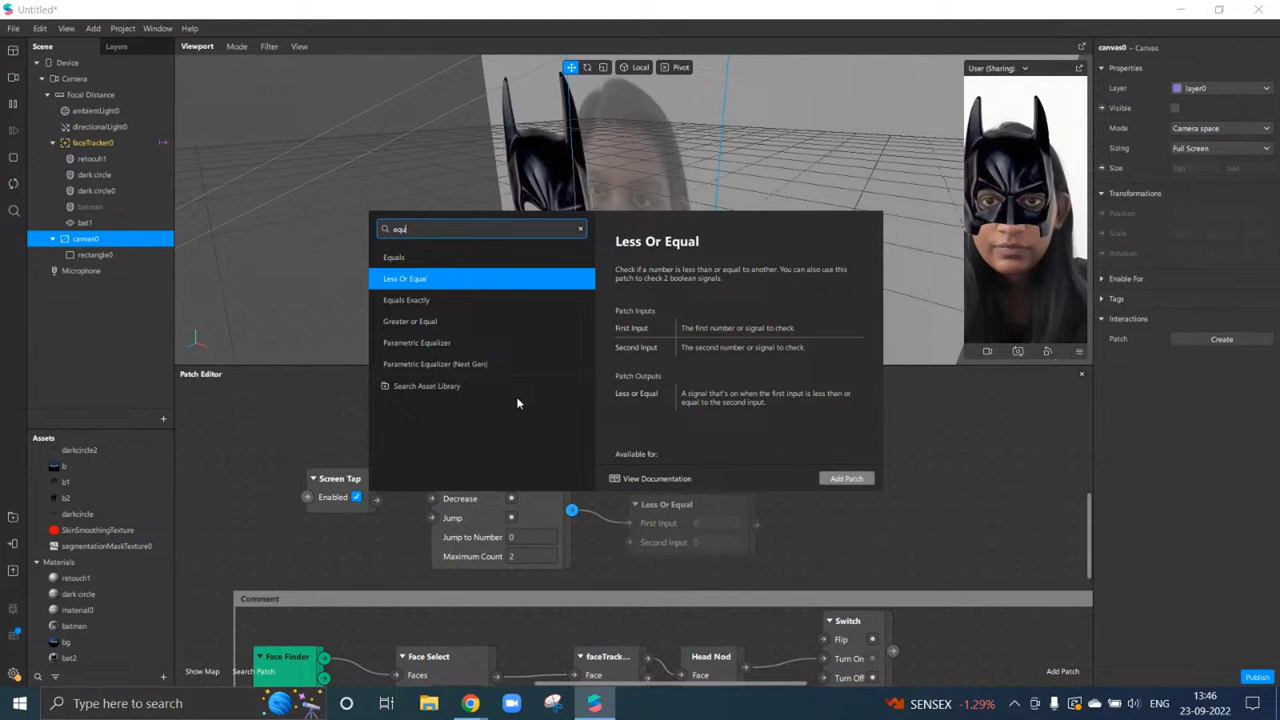 Untitled*
File Edit View Add Project Window Help
Scene Layers
Device
Camera
Focal Distance
ambientLight0
directionalLight0
faceTracker0
retocuh1
dark circle
dark circle0
batman
bat1
canvas0
rectangle0
Microphone
Viewport Mode Filter View
Local Pivot
User (Sharing)
canvas0 – Canvas
Properties
Layer layer0
Visible
Mode Camera space
Sizing Full Screen
Size
Transformations
Position
Scale
Rotation
Enable For
Tags
Interactions
Patch Create
equ
Equals
Less Or Equal
Equals Exactly
Greater or Equal
Parametric Equalizer
Parametric Equalizer (Next Gen)
Search Asset Library
Less Or Equal
Check if a number is less than or equal to another. You can also use this
patch to check 2 boolean signals.
Patch Inputs
First Input The first number or signal to check.
Second Input The second number or signal to check.
Patch Outputs
Less or Equal A signal that's on when the first input is less than or
equal to the second input.
Available for:
View Documentation Add Patch
Patch Editor
Screen Tap
Enabled
Decrease
Jump
Jump to Number 0
Maximum Count 2
Less Or Equal
First Input 0
Second Input 0
Comment
Face Finder
Face Select
Faces
faceTrack...
Face
Head Nod
Face
Switch
Flip
Turn On
Turn Off
Show Map Search Patch Add Patch
Assets
darkcircle2
b
b1
b2
darkcircle
SkinSmoothingTexture
segmentationMaskTexture0
Materials
retouch1
dark circle
material0
batman
bg
bat2
Publish
Type here to search
SENSEX -1.29%
ENG
13:46
23-09-2022